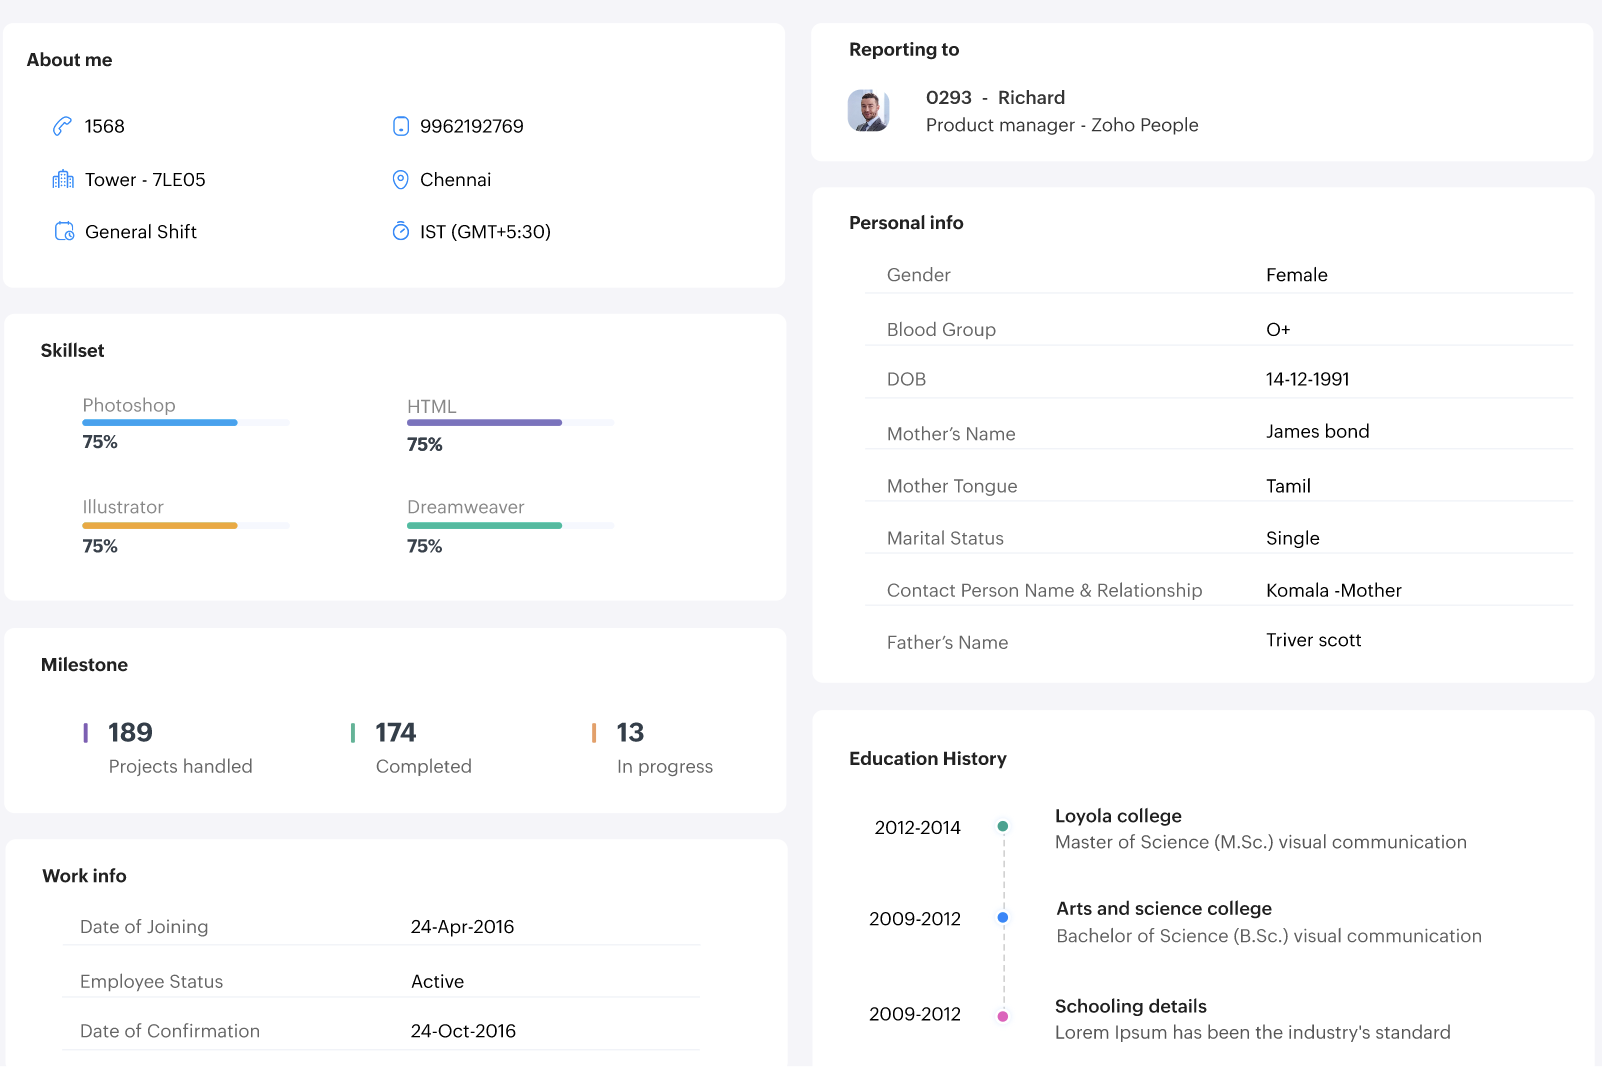 About me
1568
9962192769
Tower - 7LE05
Chennai
General Shift
IST (GMT+5:30)
Skillset
Photoshop
75%
HTML
75%
Illustrator
75%
Dreamweaver
75%
Milestone
189
Projects handled
174
Completed
13
In progress
Work info
Date of Joining 24-Apr-2016
Employee Status Active
Date of Confirmation 24-Oct-2016
Reporting to
0293 - Richard
Product manager - Zoho People
Personal info
Gender Female
Blood Group O+
DOB 14-12-1991
Mother’s Name James bond
Mother Tongue Tamil
Marital Status Single
Contact Person Name & Relationship Komala -Mother
Father’s Name Triver scott
Education History
2012-2014
Loyola college
Master of Science (M.Sc.) visual communication
2009-2012
Arts and science college
Bachelor of Science (B.Sc.) visual communication
2009-2012
Schooling details
Lorem Ipsum has been the industry's standard